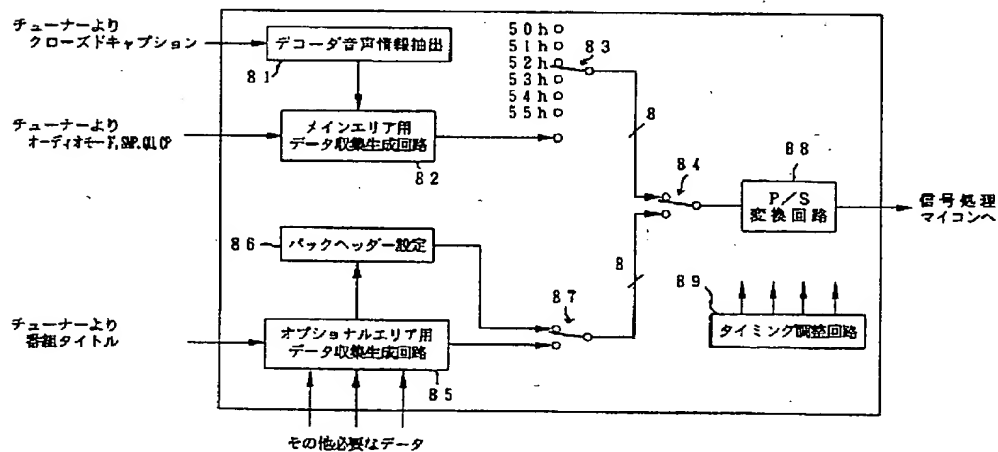 チューナーより
クローズドキャプション
デコーダ音声情報抽出
81
50h
51h
52h
53h
54h
55h
83
8
チューナーより
オーディオモード,SMP,QU,CP
メインエリア用
データ収集生成回路
82
84
88
P/S
変換回路
信号処理
マイコンへ
86
パックヘッダー設定
8
87
89
タイミング調整回路
チューナーより
番組タイトル
オプショナルエリア用
データ収集生成回路
85
その他必要なデータ